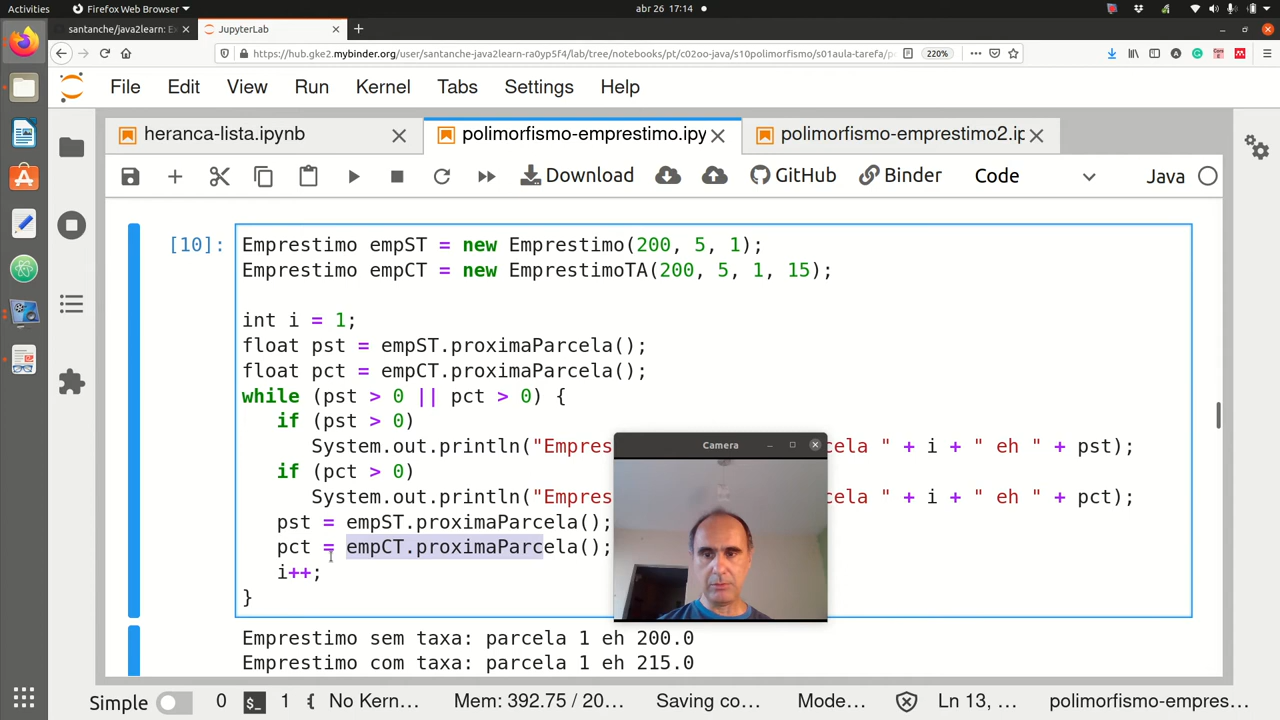 Activities
Firefox Web Browser
abr 26 17:14
santanche/java2learn: Ex
JupyterLab
https://hub.gke2.mybinder.org/user/santanche-java2learn-ra0yp5f4/lab/tree/notebooks/pt/c02oo-java/s10polimorfismo/s01aula-tarefa/p
220%
File Edit View Run Kernel Tabs Settings Help
heranca-lista.ipynb
polimorfismo-emprestimo.ipy
polimorfismo-emprestimo2.ip
Download
GitHub
Binder
Code
Java
[10]:
Emprestimo empST = new Emprestimo(200, 5, 1);
Emprestimo empCT = new EmprestimoTA(200, 5, 1, 15);
int i = 1;
float pst = empST.proximaParcela();
float pct = empCT.proximaParcela();
while (pst > 0 || pct > 0) {
if (pst > 0)
System.out.println("Empres cela " + i + " eh " + pst);
if (pct > 0)
System.out.println("Empres cela " + i + " eh " + pct);
pst = empST.proximaParcela();
pct = empCT.proximaParcela();
i++;
}
Camera
Emprestimo sem taxa: parcela 1 eh 200.0
Emprestimo com taxa: parcela 1 eh 215.0
Simple 0 1 No Kern... Mem: 392.75 / 20... Saving co... Mode... Ln 13, ... polimorfismo-empres...